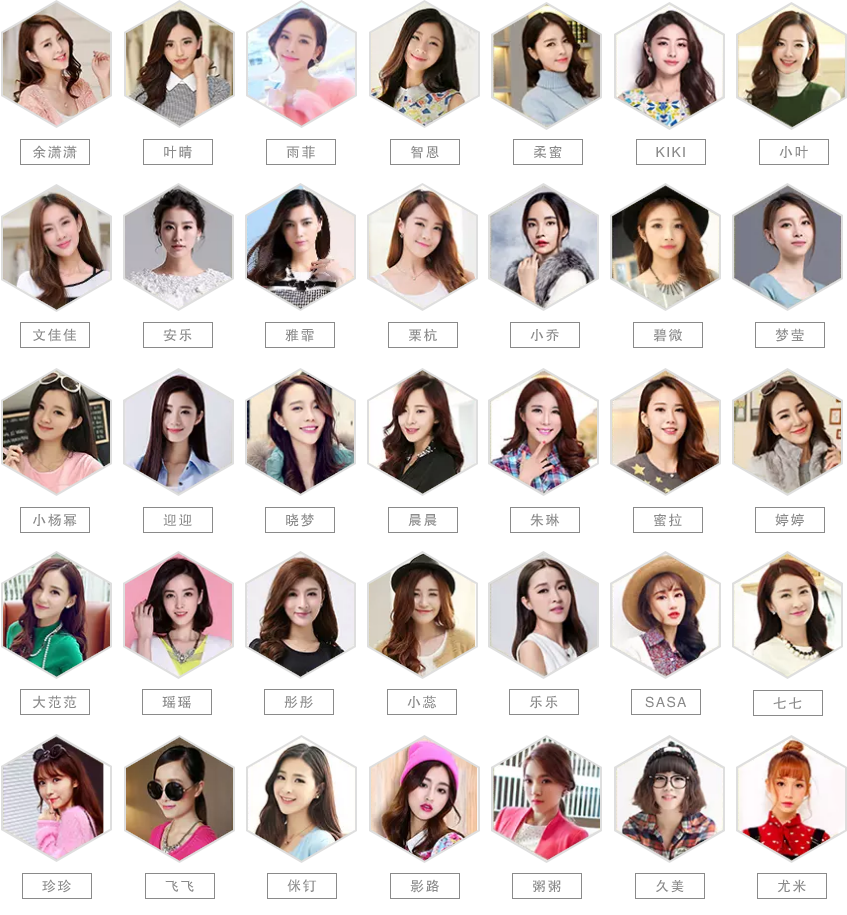 余潇潇
叶晴
雨菲
智恩
柔蜜
KIKI
小叶
文佳佳
安乐
雅霏
栗杭
小乔
碧微
梦莹
小杨幂
迎迎
晓梦
晨晨
朱琳
蜜拉
婷婷
大范范
瑶瑶
彤彤
小蕊
乐乐
SASA
七七
珍珍
飞飞
侎钉
影路
粥粥
久美
尤米